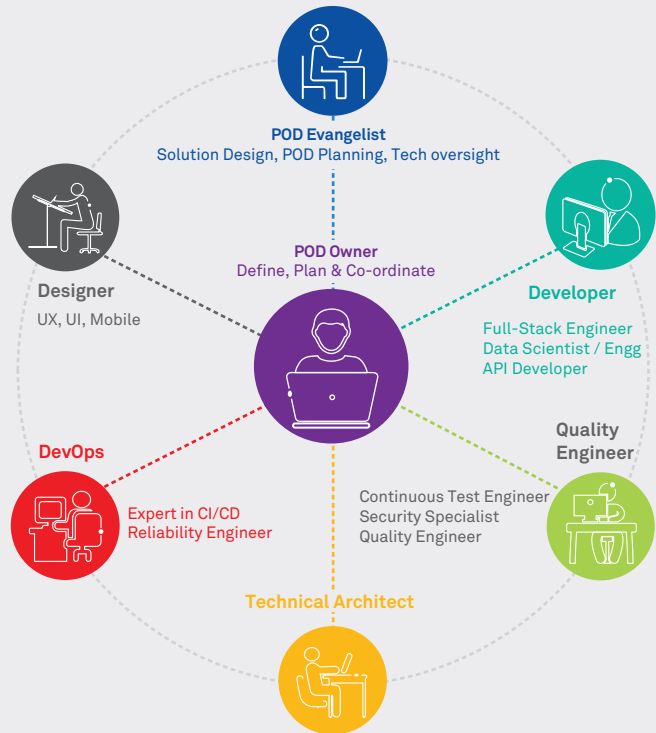 POD Evangelist
Solution Design, POD Planning, Tech oversight
POD Owner
Define, Plan & Co-ordinate
Designer
UX, UI, Mobile
Developer
Full-Stack Engineer
Data Scientist / Engg
API Developer
DevOps
Expert in CI/CD
Reliability Engineer
Quality
Engineer
Continuous Test Engineer
Security Specialist
Quality Engineer
Technical Architect